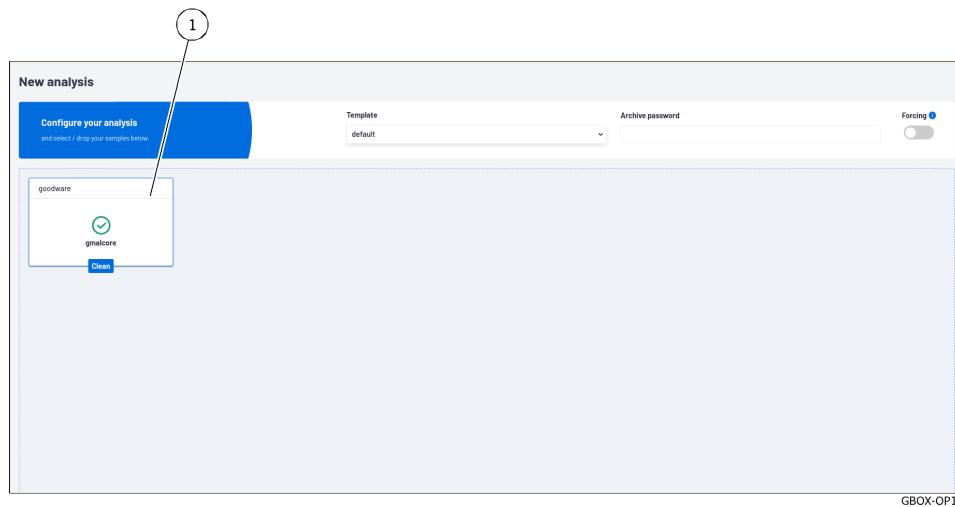 1
New analysis
Configure your analysis
and select / drop your samples below.
Template
default
Archive password
Forcing
goodware
gmalcore
Clean
GBOX-OP1